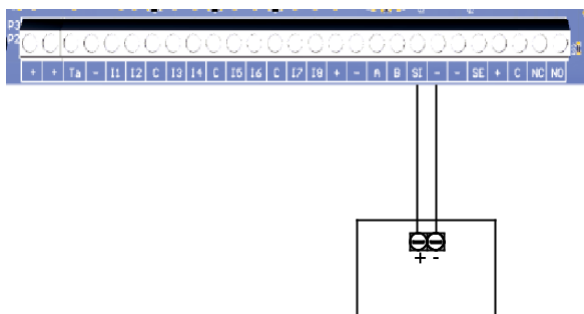 P3
P2
+ + Ta - I1 I2 C I3 I4 C I5 I6 C I7 I8 + - A B SI - - SE + C NC NO
+ -